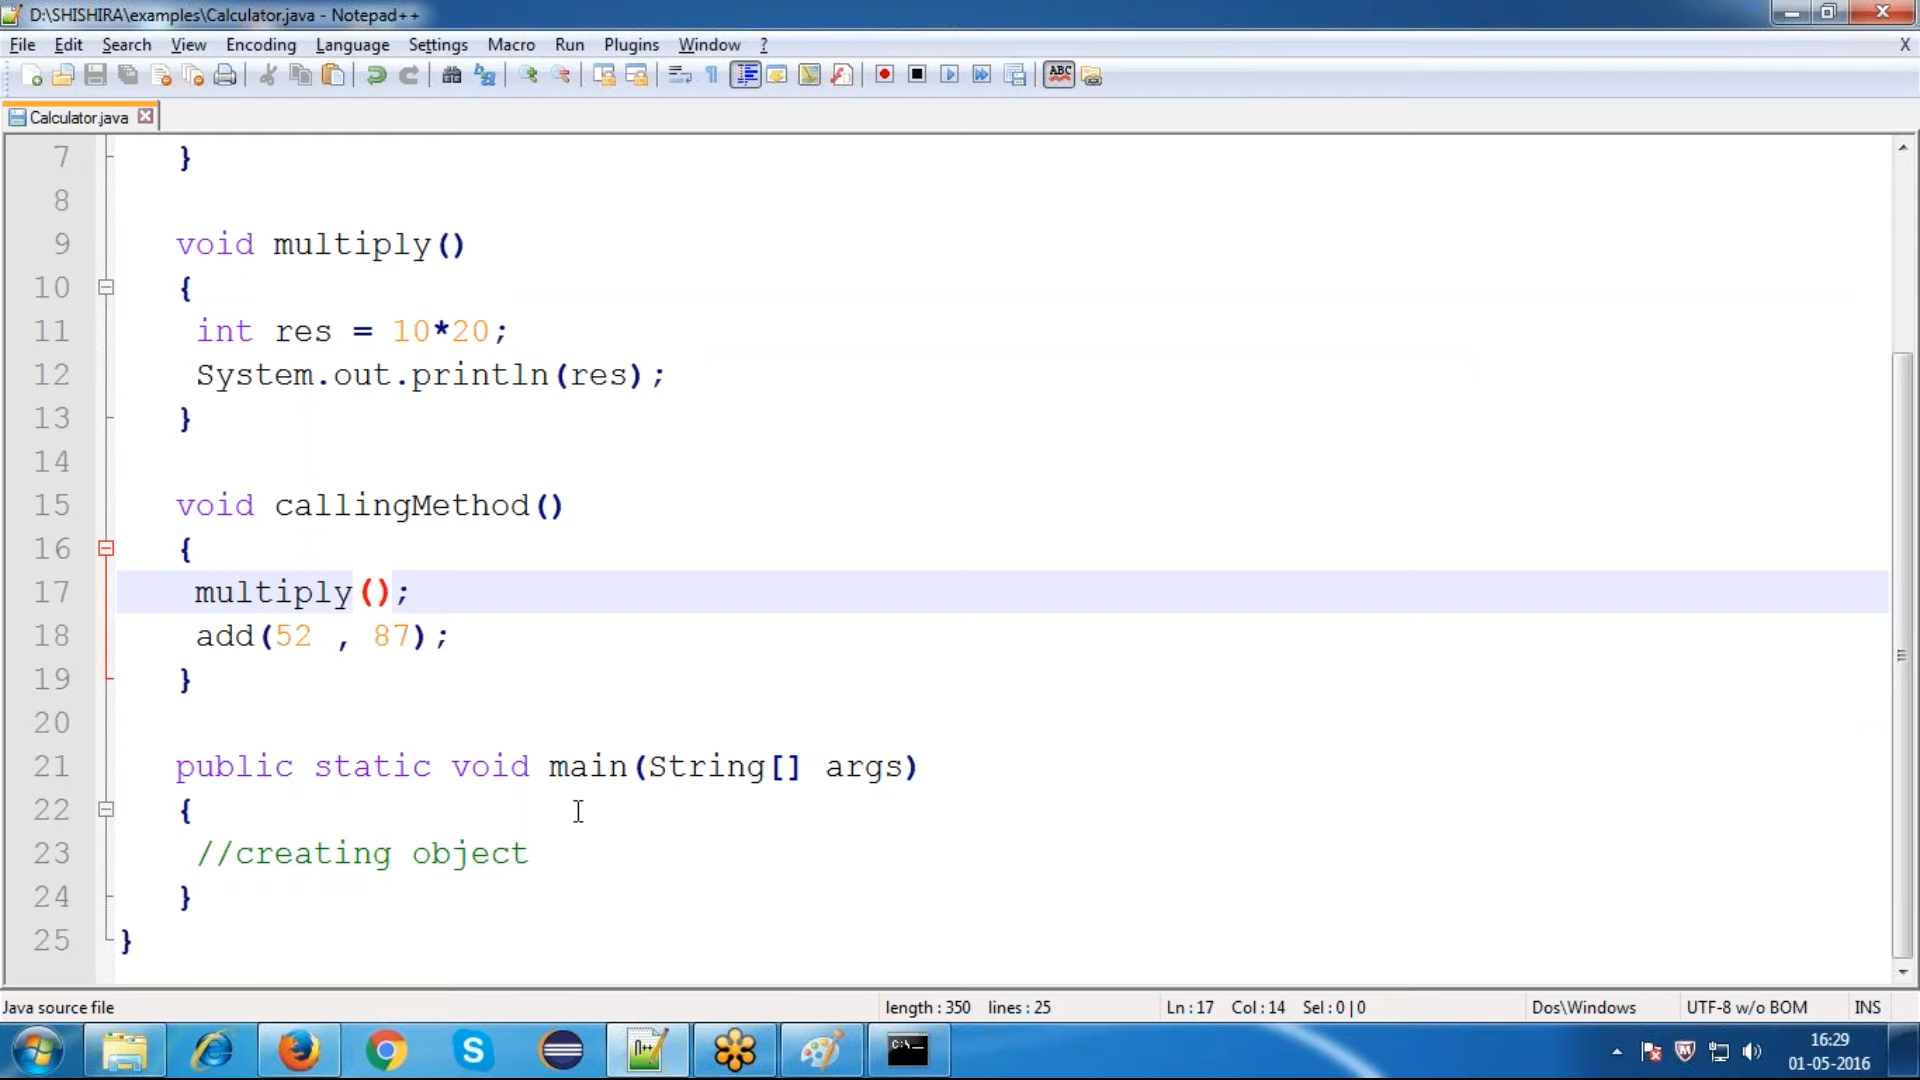 D:\SHISHIRA\examples\Calculator.java - Notepad++
File Edit Search View Encoding Language Settings Macro Run Plugins Window ? X
ABC
Calculator.java
7 }
8
9 void multiply()
10 {
11 int res = 10*20;
12 System.out.println(res);
13 }
14
15 void callingMethod()
16 {
17 multiply();
18 add(52 , 87);
19 }
20
21 public static void main(String[] args)
22 {
23 //creating object
24 }
25 }
Java source file length : 350 lines : 25 Ln : 17 Col : 14 Sel : 0 | 0 Dos\Windows UTF-8 w/o BOM INS
16:29
01-05-2016